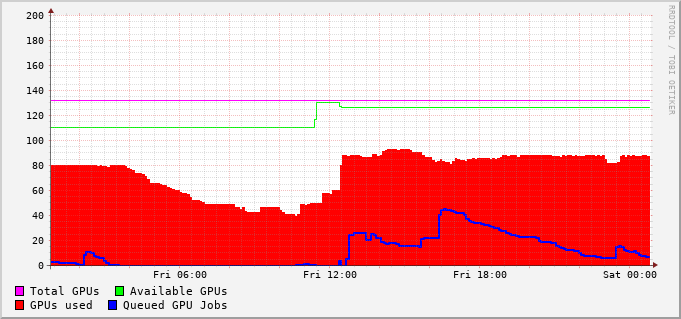 200
180
160
140
120
100
80
60
40
20
0
Fri 06:00 Fri 12:00 Fri 18:00 Sat 00:00
Total GPUs Available GPUs
GPUs used Queued GPU Jobs
RRDTOOL / TOBI OETIKER